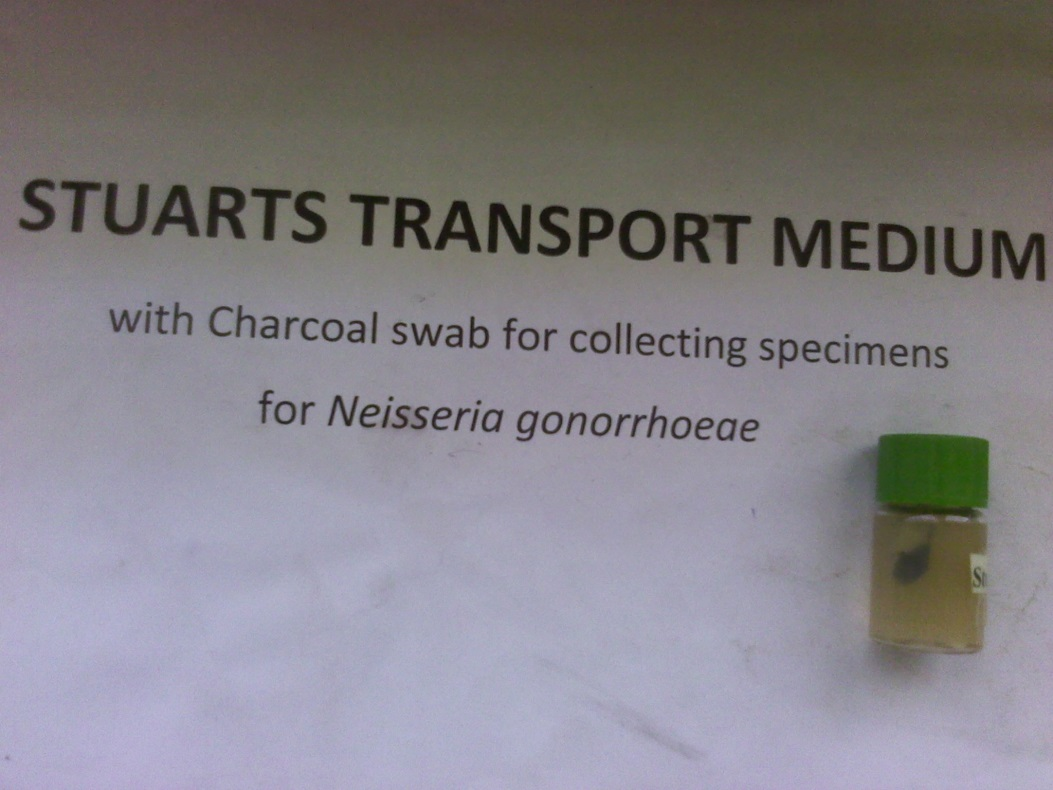 STUARTS TRANSPORT MEDIUM
with Charcoal swab for collecting specimens
for Neisseria gonorrhoeae